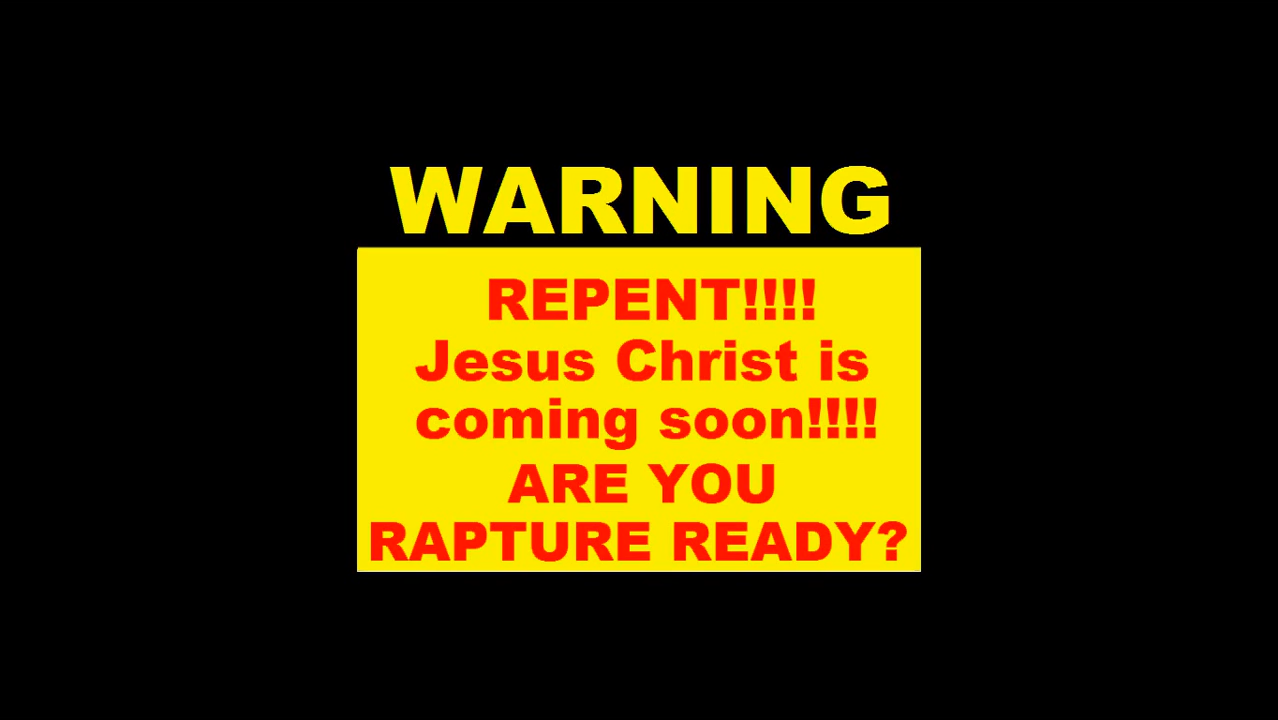 WARNING
REPENT!!!!
Jesus Christ is
coming soon!!!!
ARE YOU
RAPTURE READY?